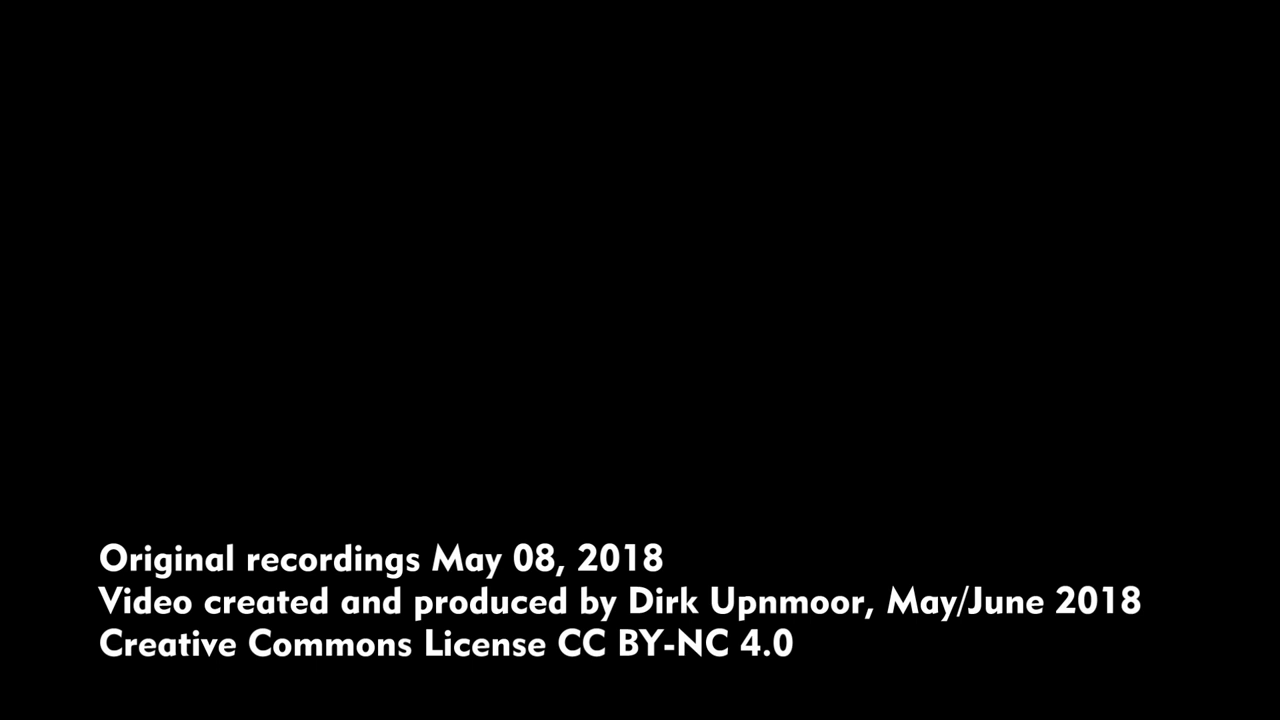 Original recordings May 08, 2018
Video created and produced by Dirk Upnmoor, May/June 2018
Creative Commons License CC BY-NC 4.0